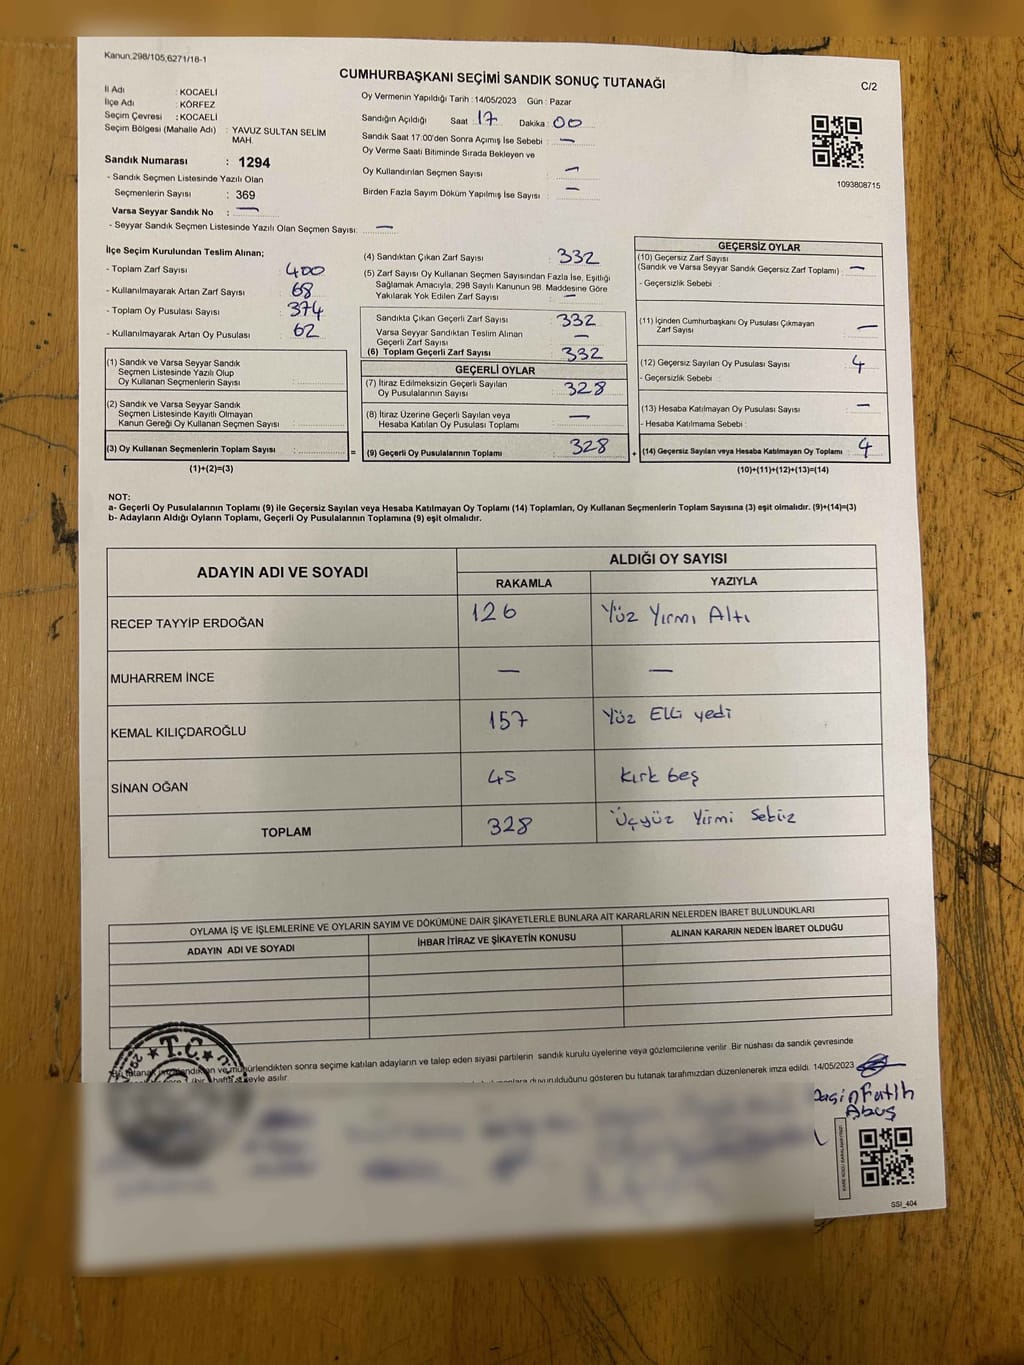 Kanun,298/105,6271/18-1
CUMHURBAŞKANI SEÇİMİ SANDIK SONUÇ TUTANAĞI
C/2
İl Adı : KOCAELİ
İlçe Adı : KÖRFEZ
Seçim Çevresi : KOCAELİ
Seçim Bölgesi (Mahalle Adı) : YAVUZ SULTAN SELİM
MAH.
Sandık Numarası : 1294
- Sandık Seçmen Listesinde Yazılı Olan
Seçmenlerin Sayısı : 369
Varsa Seyyar Sandık No : —
- Seyyar Sandık Seçmen Listesinde Yazılı Olan Seçmen Sayısı: —
Oy Vermenin Yapıldığı Tarih :14/05/2023 Gün : Pazar
Sandığın Açıldığı Saat : 17 Dakika : 00
Sandık Saat 17:00'den Sonra Açımış İse Sebebi : —
Oy Verme Saati Bitiminde Sırada Bekleyen ve
Oy Kullandırılan Seçmen Sayısı : —
Birden Fazla Sayım Döküm Yapılmış İse Sayısı : —
1093808715
İlçe Seçim Kurulundan Teslim Alınan;
- Toplam Zarf Sayısı : 400
- Kullanılmayarak Artan Zarf Sayısı : 68
- Toplam Oy Pusulası Sayısı : 374
- Kullanılmayarak Artan Oy Pusulası : 62
(1) Sandık ve Varsa Seyyar Sandık
Seçmen Listesinde Yazılı Olup
Oy Kullanan Seçmenlerin Sayısı :
(2) Sandık ve Varsa Seyyar Sandık
Seçmen Listesinde Kayıtlı Olmayan
Kanun Gereği Oy Kullanan Seçmen Sayısı :
(3) Oy Kullanan Seçmenlerin Toplam Sayısı :
(1)+(2)=(3)
(4) Sandıktan Çıkan Zarf Sayısı : 332
(5) Zarf Sayısı Oy Kullanan Seçmen Sayısından Fazla İse, Eşitliği
Sağlamak Amacıyla, 298 Sayılı Kanunun 98. Maddesine Göre
Yakılarak Yok Edilen Zarf Sayısı : —
Sandıkta Çıkan Geçerli Zarf Sayısı : 332
Varsa Seyyar Sandıktan Teslim Alınan
Geçerli Zarf Sayısı : —
(6) Toplam Geçerli Zarf Sayısı : 332
GEÇERLİ OYLAR
(7) İtiraz Edilmeksizin Geçerli Sayılan
Oy Pusulalarının Sayısı : 328
(8) İtiraz Üzerine Geçerli Sayılan veya
Hesaba Katılan Oy Pusulası Toplamı : —
= (9) Geçerli Oy Pusulalarının Toplamı : 328
GEÇERSİZ OYLAR
(10) Geçersiz Zarf Sayısı
(Sandık ve Varsa Seyyar Sandık Geçersiz Zarf Toplamı) : —
- Geçersizlik Sebebi :
(11) İçinden Cumhurbaşkanı Oy Pusulası Çıkmayan
Zarf Sayısı : —
(12) Geçersiz Sayılan Oy Pusulası Sayısı : 4
- Geçersizlik Sebebi :
(13) Hesaba Katılmayan Oy Pusulası Sayısı : —
- Hesaba Katılmama Sebebi :
+ (14) Geçersiz Sayılan veya Hesaba Katılmayan Oy Toplamı : 4
(10)+(11)+(12)+(13)=(14)
NOT:
a- Geçerli Oy Pusulalarının Toplamı (9) ile Geçersiz Sayılan veya Hesaba Katılmayan Oy Toplamı (14) Toplamları, Oy Kullanan Seçmenlerin Toplam Sayısına (3) eşit olmalıdır. (9)+(14)=(3)
b- Adayların Aldığı Oyların Toplamı, Geçerli Oy Pusulalarının Toplamına (9) eşit olmalıdır.
ADAYIN ADI VE SOYADI
ALDIĞI OY SAYISI
RAKAMLA YAZIYLA
RECEP TAYYİP ERDOĞAN 126 Yüz Yirmi Altı
MUHARREM İNCE — —
KEMAL KILIÇDAROĞLU 157 Yüz Elli yedi
SİNAN OĞAN 45 kırk beş
TOPLAM 328 Üçyüz Yirmi Sekiz
OYLAMA İŞ VE İŞLEMLERİNE VE OYLARIN SAYIM VE DÖKÜMÜNE DAİR ŞİKAYETLERLE BUNLARA AİT KARARLARIN NELERDEN İBARET BULUNDUKLARI
ADAYIN ADI VE SOYADI İHBAR İTİRAZ VE ŞİKAYETİN KONUSU ALINAN KARARIN NEDEN İBARET OLDUĞU
T.C.
Bu tutanak imzalandıktan ve mühürlendikten sonra seçime katılan adayların ve talep eden siyasi partilerin sandık kurulu üyelerine veya gözlemcilerine verilir. Bir nüshası da sandık çevresinde
asılır.
duyurulduğunu gösteren bu tutanak tarafımızdan düzenlenerek imza edildi. 14/05/2023
Fatih
SSI_404